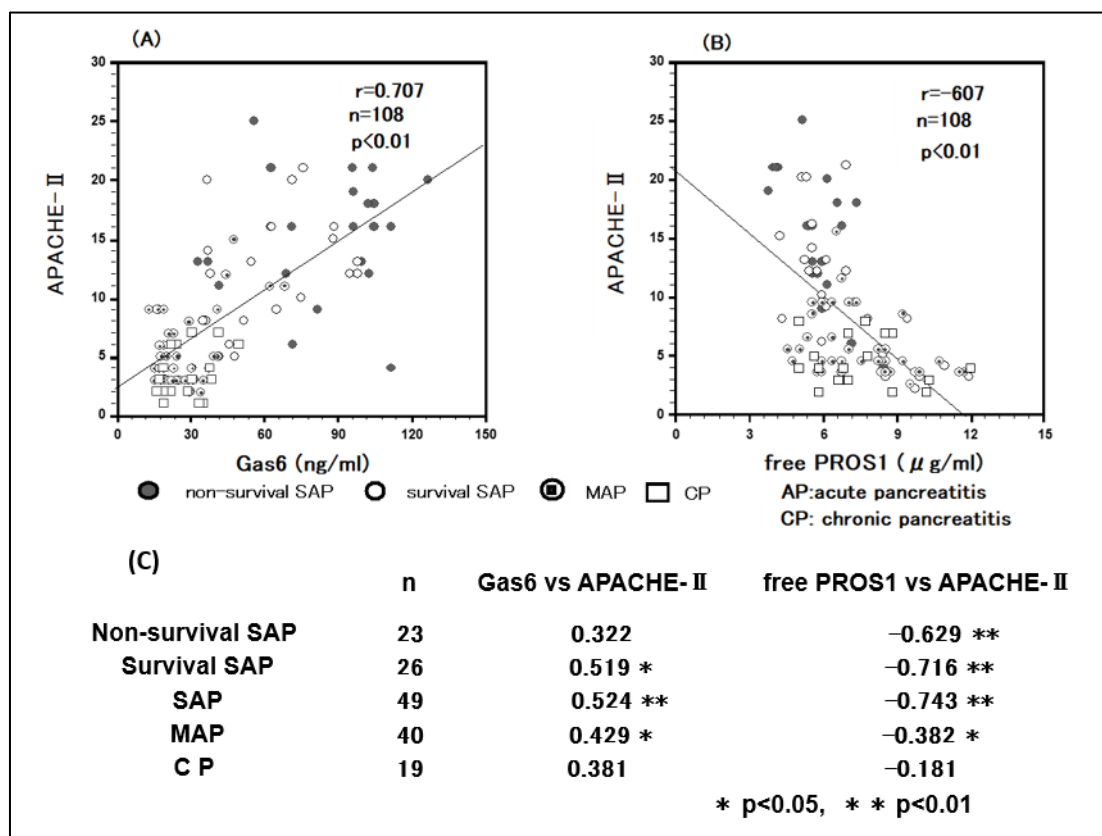 (A)
30
25
20
15
10
5
0
APACHE-Ⅱ
r=0.707
n=108
p<0.01
0 30 60 90 120 150
Gas6 (ng/ml)
(B)
30
25
20
15
10
5
0
APACHE-Ⅱ
r=-607
n=108
p<0.01
0 3 6 9 12 15
free PROS1 ( μ g/ml)
non-survival SAP survival SAP MAP CP
AP:acute pancreatitis
CP: chronic pancreatitis
(C)
n Gas6 vs APACHE-Ⅱ free PROS1 vs APACHE-Ⅱ
Non-survival SAP 23 0.322 -0.629 **
Survival SAP 26 0.519 * -0.716 **
SAP 49 0.524 ** -0.743 **
MAP 40 0.429 * -0.382 *
C P 19 0.381 -0.181
* p<0.05, * * p<0.01